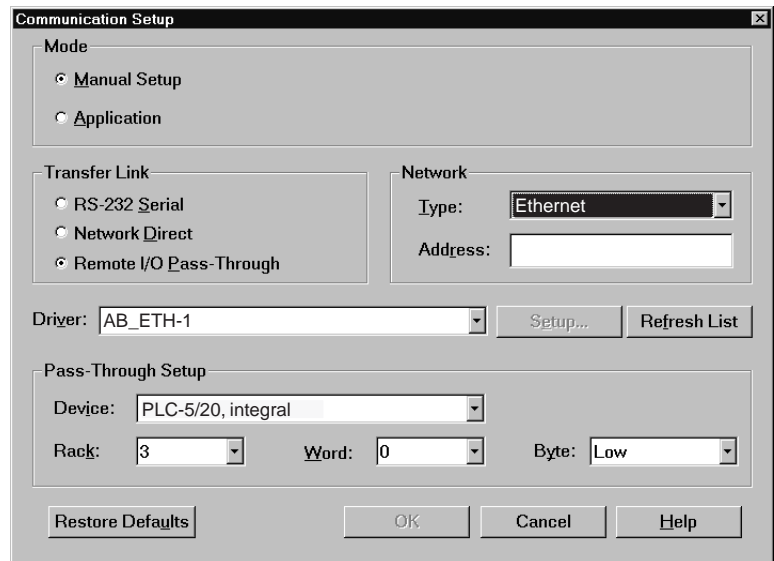 Communication Setup
Mode
Manual Setup
Application
Transfer Link
RS-232 Serial
Network Direct
Remote I/O Pass-Through
Network
Type: Ethernet
Address:
Driver: AB_ETH-1 Setup... Refresh List
Pass-Through Setup
Device: PLC-5/20, integral
Rack: 3 Word: 0 Byte: Low
Restore Defaults OK Cancel Help